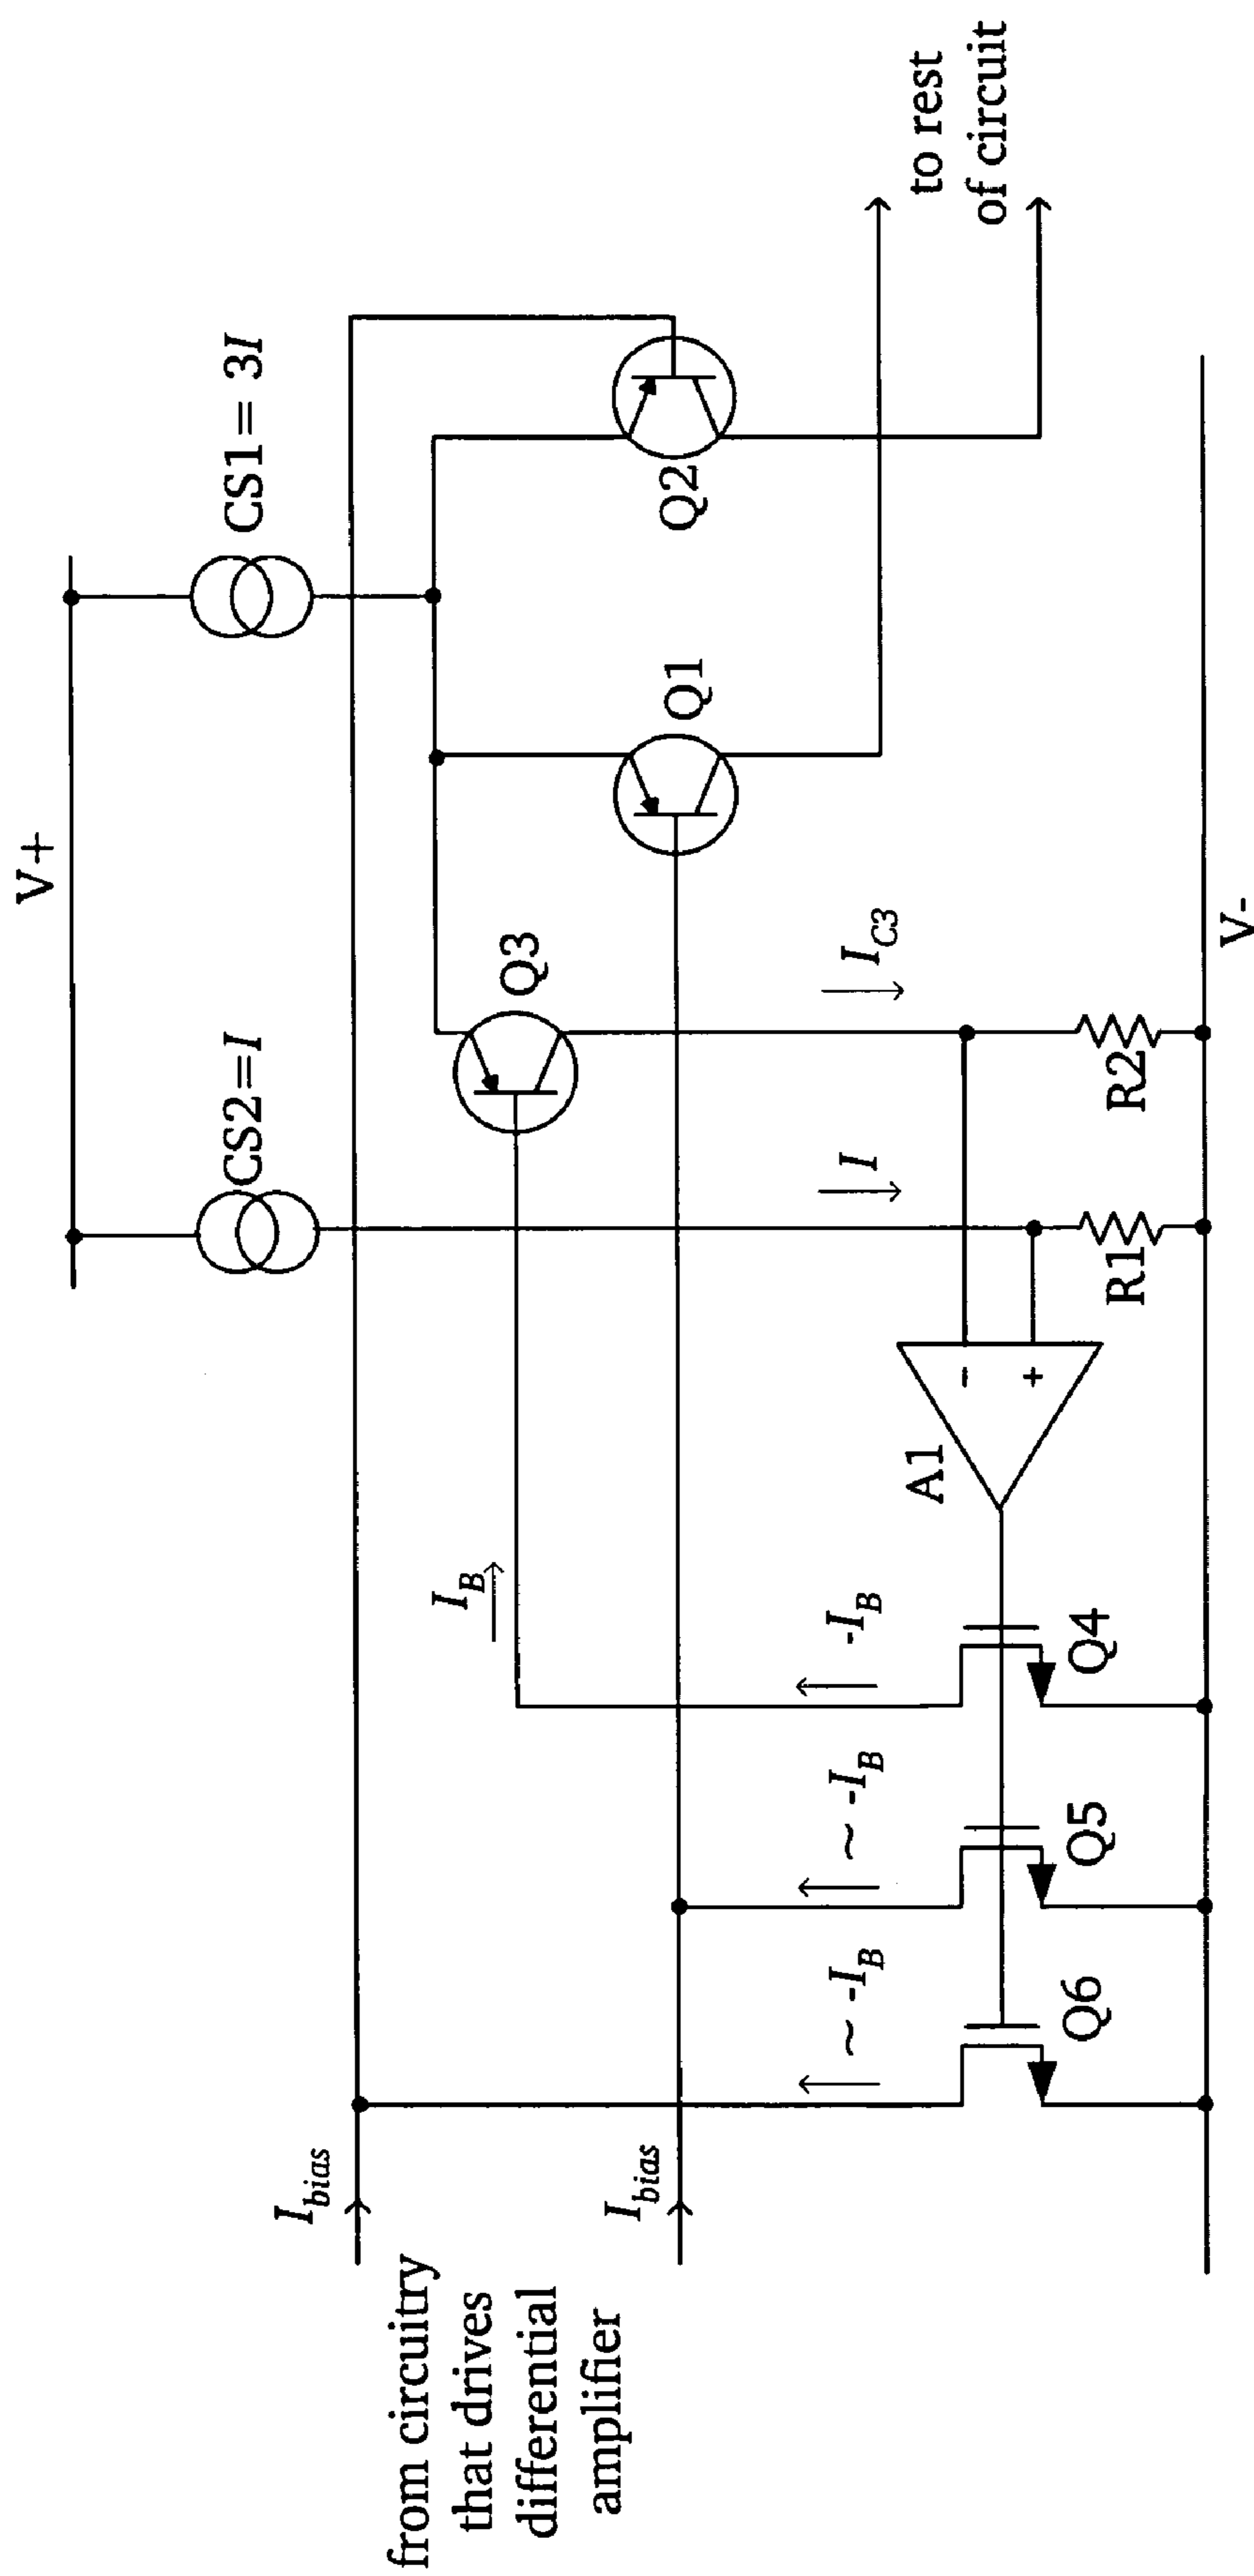 V+
CS2=I
CS1 = 3I
I_bias
from circuitry
that drives
differential
amplifier
I_bias
I_B
Q3
Q1
Q2
to rest
of circuit
~ -I_B
~ -I_B
-I_B
I
I_C3
A1
-
+
Q6
Q5
Q4
R1
R2
V-